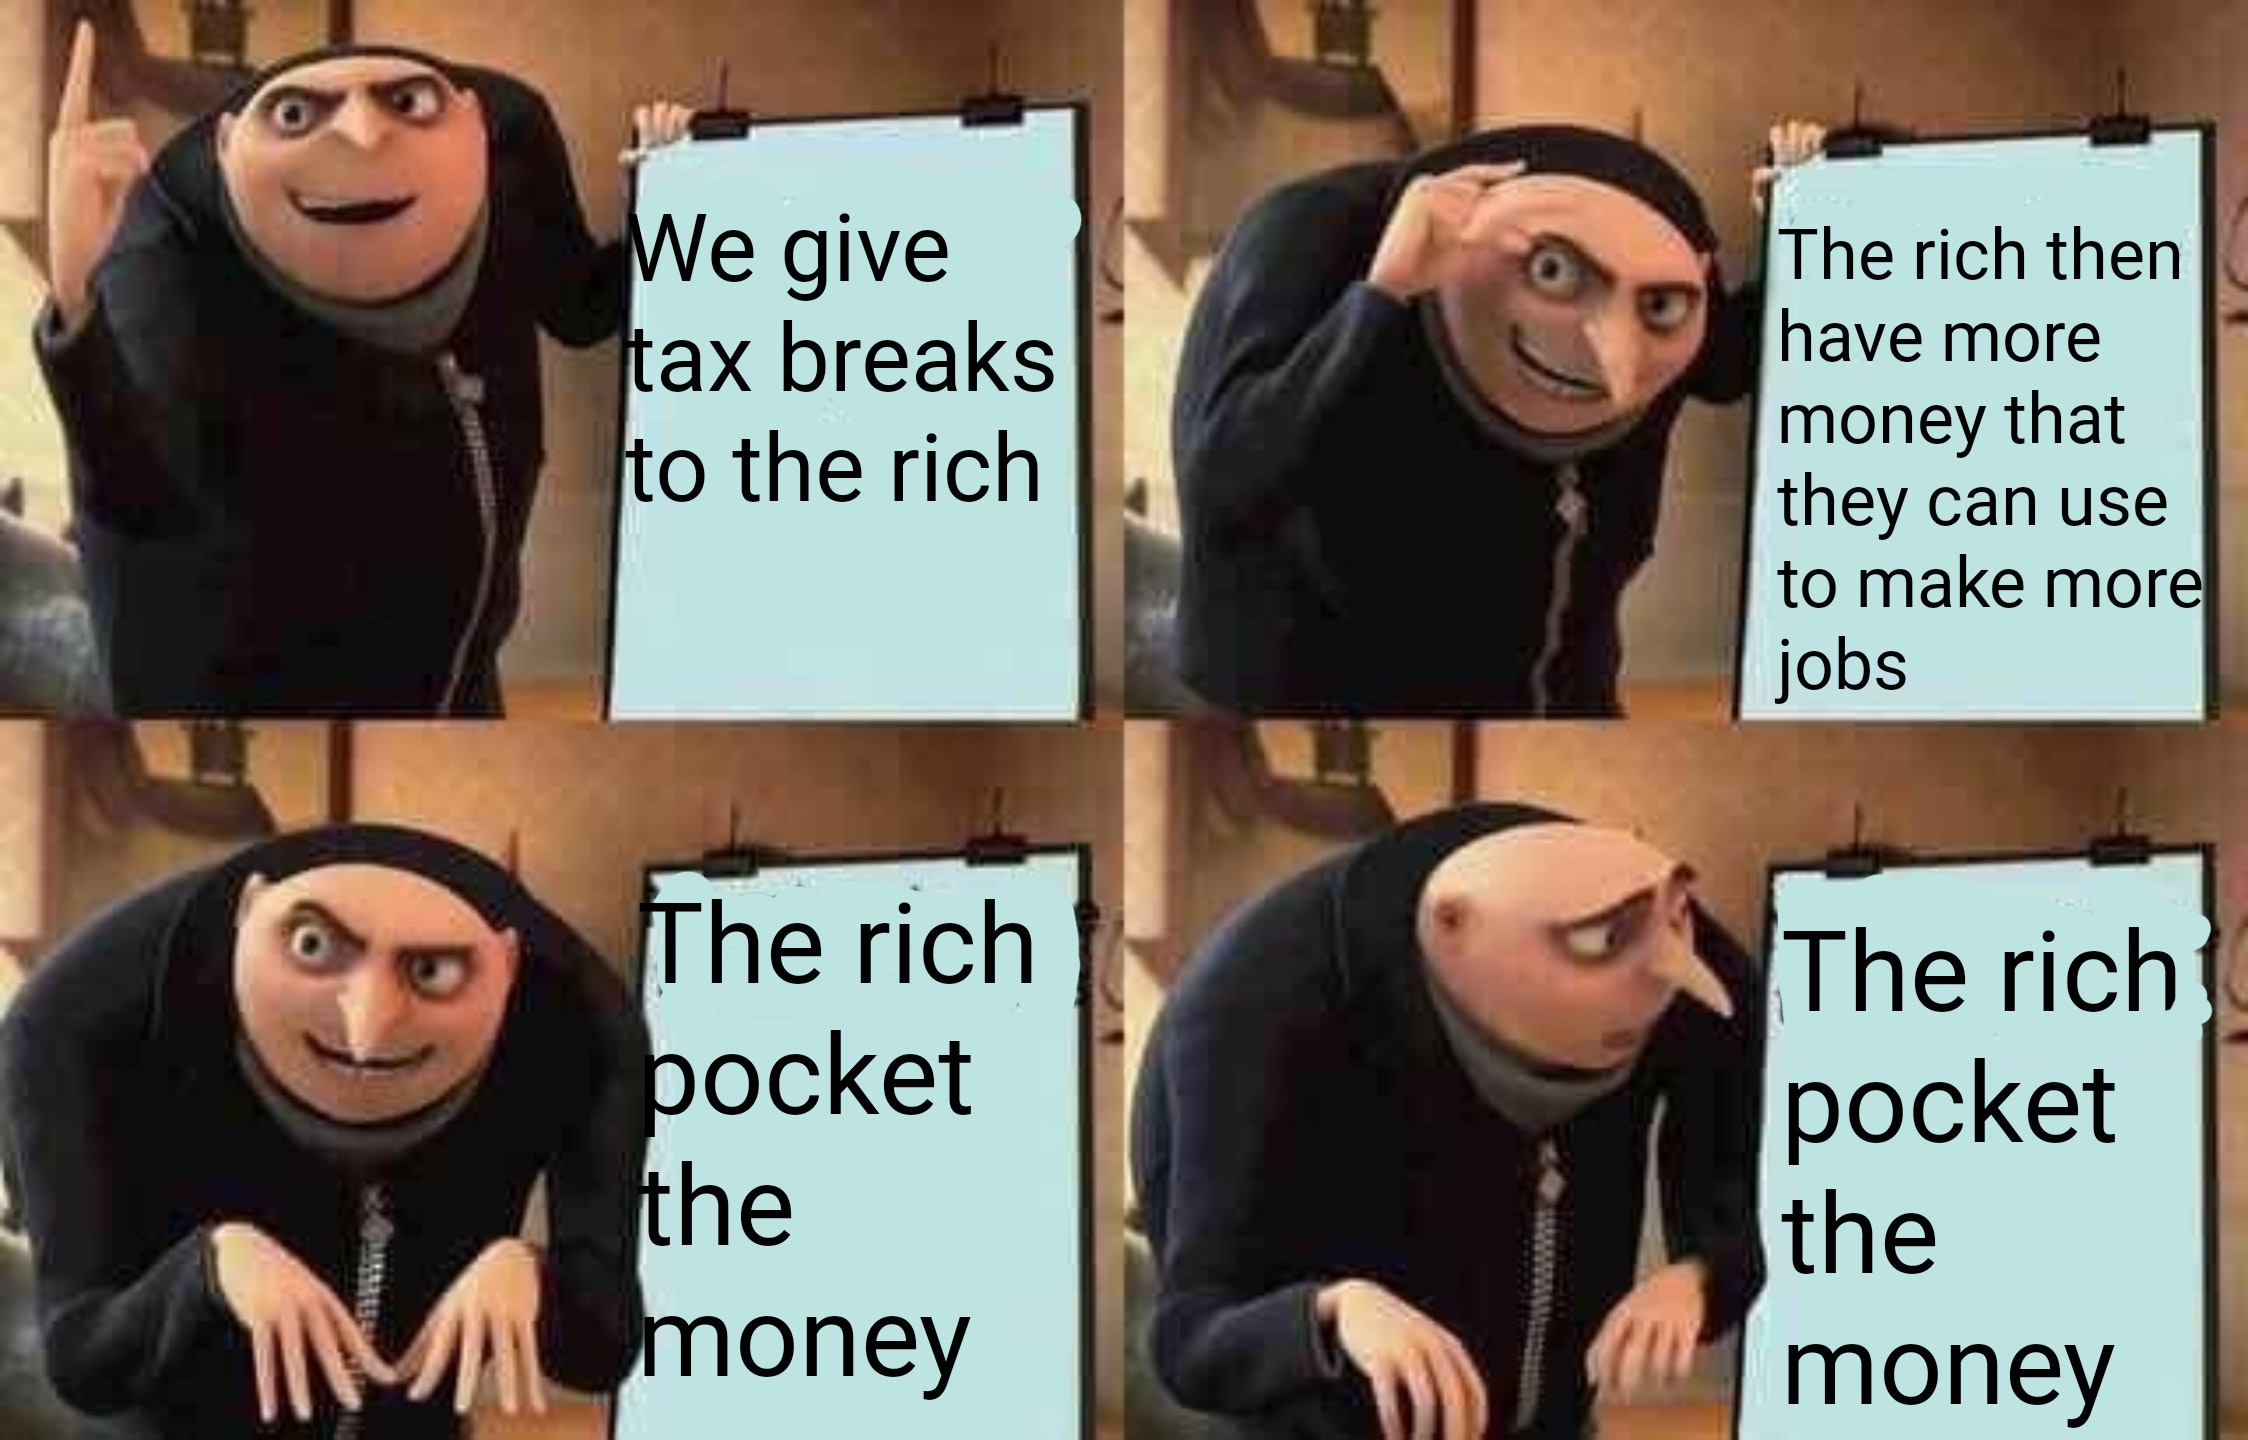 We give
tax breaks
to the rich
The rich then
have more
money that
they can use
to make more
jobs
The rich
pocket
the
money
The rich
pocket
the
money